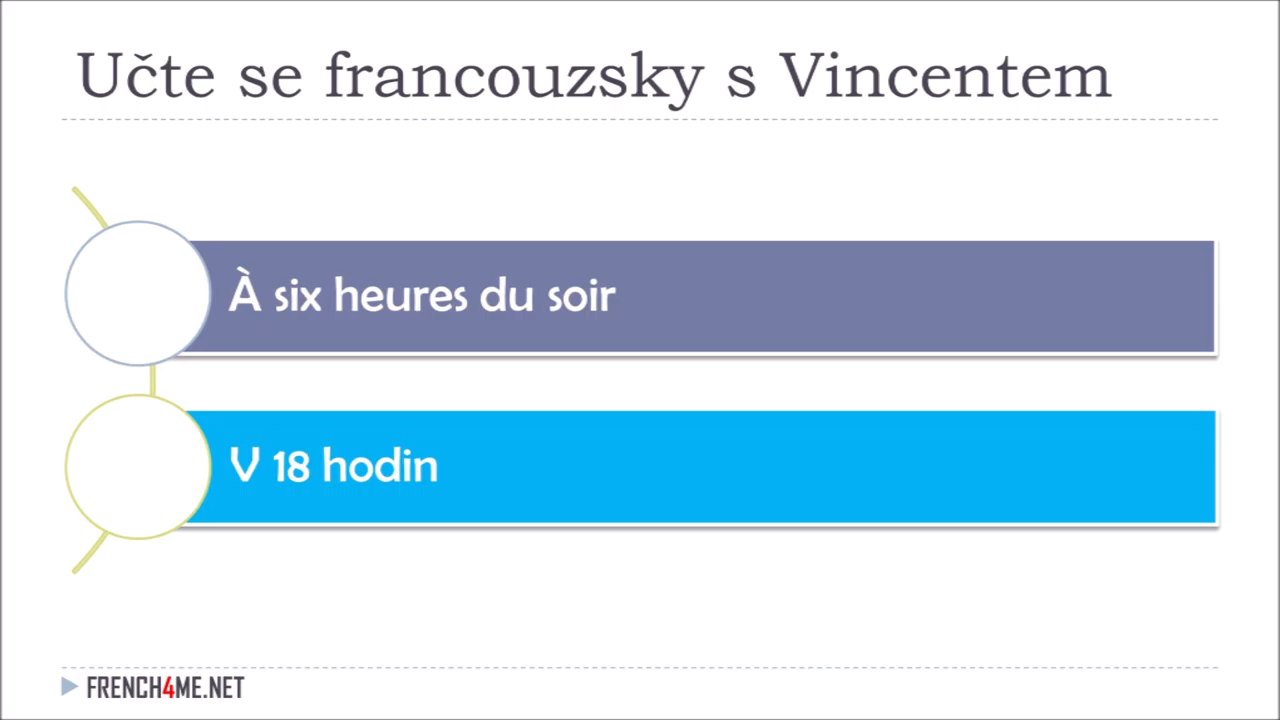 Učte se francouzsky s Vincentem
À six heures du soir
V 18 hodin
FRENCH4ME.NET